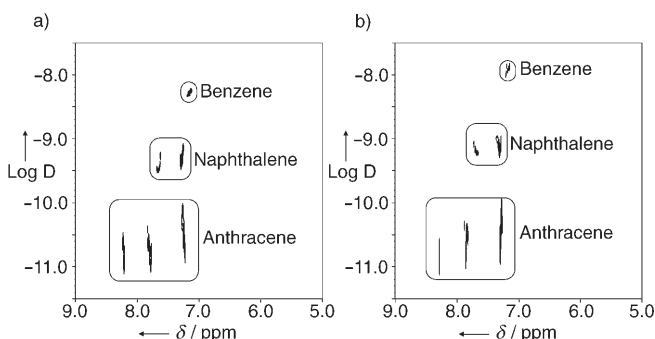 a)
−8.0
−9.0
−10.0
−11.0
Log D
Benzene
Naphthalene
Anthracene
9.0 8.0 7.0 6.0 5.0
δ / ppm
b)
−8.0
−9.0
−10.0
−11.0
Log D
Benzene
Naphthalene
Anthracene
9.0 8.0 7.0 6.0 5.0
δ / ppm